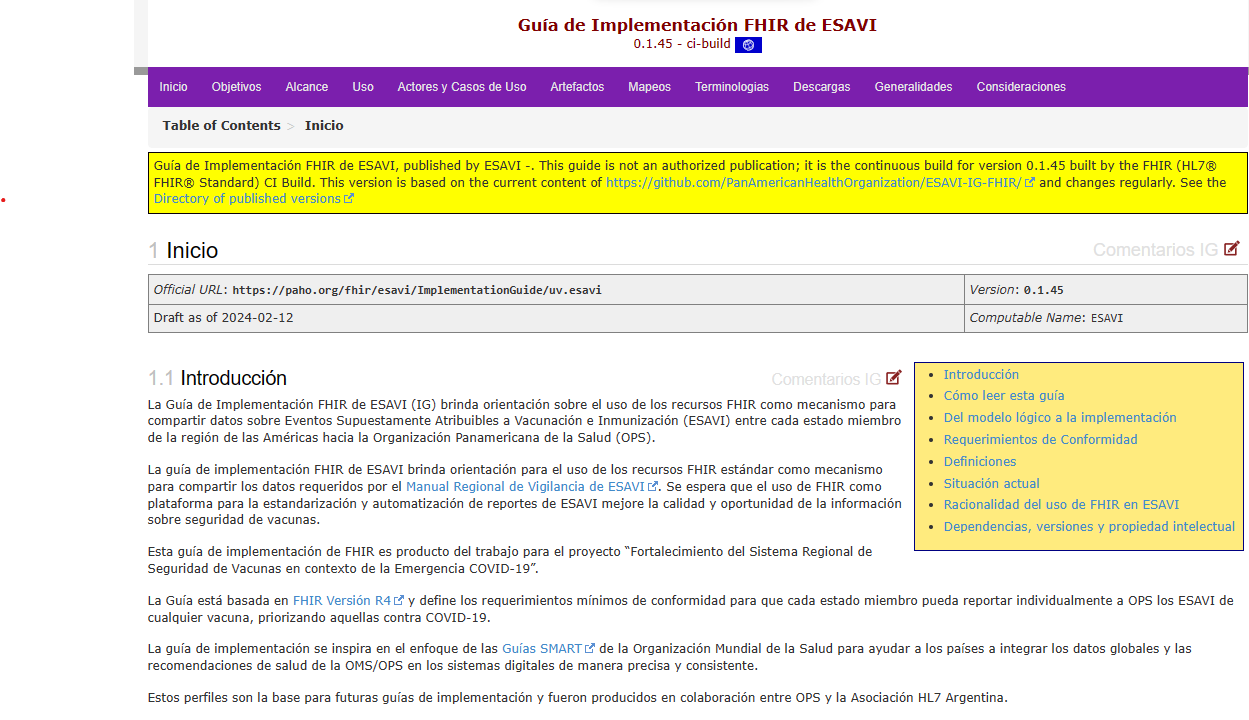 Guía de Implementación FHIR de ESAVI
0.1.45 - ci-build
Inicio Objetivos Alcance Uso Actores y Casos de Uso Artefactos Mapeos Terminologias Descargas Generalidades Consideraciones
Table of Contents > Inicio
Guía de Implementación FHIR de ESAVI, published by ESAVI -. This guide is not an authorized publication; it is the continuous build for version 0.1.45 built by the FHIR (HL7®
FHIR® Standard) CI Build. This version is based on the current content of https://github.com/PanAmericanHealthOrganization/ESAVI-IG-FHIR/ and changes regularly. See the
Directory of published versions
1 Inicio Comentarios IG
Official URL: https://paho.org/fhir/esavi/ImplementationGuide/uv.esavi Version: 0.1.45
Draft as of 2024-02-12 Computable Name: ESAVI
1.1 Introducción Comentarios IG
La Guía de Implementación FHIR de ESAVI (IG) brinda orientación sobre el uso de los recursos FHIR como mecanismo para
compartir datos sobre Eventos Supuestamente Atribuibles a Vacunación e Inmunización (ESAVI) entre cada estado miembro
de la región de las Américas hacia la Organización Panamericana de la Salud (OPS).
La guía de implementación FHIR de ESAVI brinda orientación para el uso de los recursos FHIR estándar como mecanismo
para compartir los datos requeridos por el Manual Regional de Vigilancia de ESAVI. Se espera que el uso de FHIR como
plataforma para la estandarización y automatización de reportes de ESAVI mejore la calidad y oportunidad de la información
sobre seguridad de vacunas.
Introducción
Cómo leer esta guía
Del modelo lógico a la implementación
Requerimientos de Conformidad
Definiciones
Situación actual
Racionalidad del uso de FHIR en ESAVI
Dependencias, versiones y propiedad intelectual
Esta guía de implementación de FHIR es producto del trabajo para el proyecto “Fortalecimiento del Sistema Regional de
Seguridad de Vacunas en contexto de la Emergencia COVID-19”.
La Guía está basada en FHIR Versión R4 y define los requerimientos mínimos de conformidad para que cada estado miembro pueda reportar individualmente a OPS los ESAVI de
cualquier vacuna, priorizando aquellas contra COVID-19.
La guía de implementación se inspira en el enfoque de las Guías SMART de la Organización Mundial de la Salud para ayudar a los países a integrar los datos globales y las
recomendaciones de salud de la OMS/OPS en los sistemas digitales de manera precisa y consistente.
Estos perfiles son la base para futuras guías de implementación y fueron producidos en colaboración entre OPS y la Asociación HL7 Argentina.